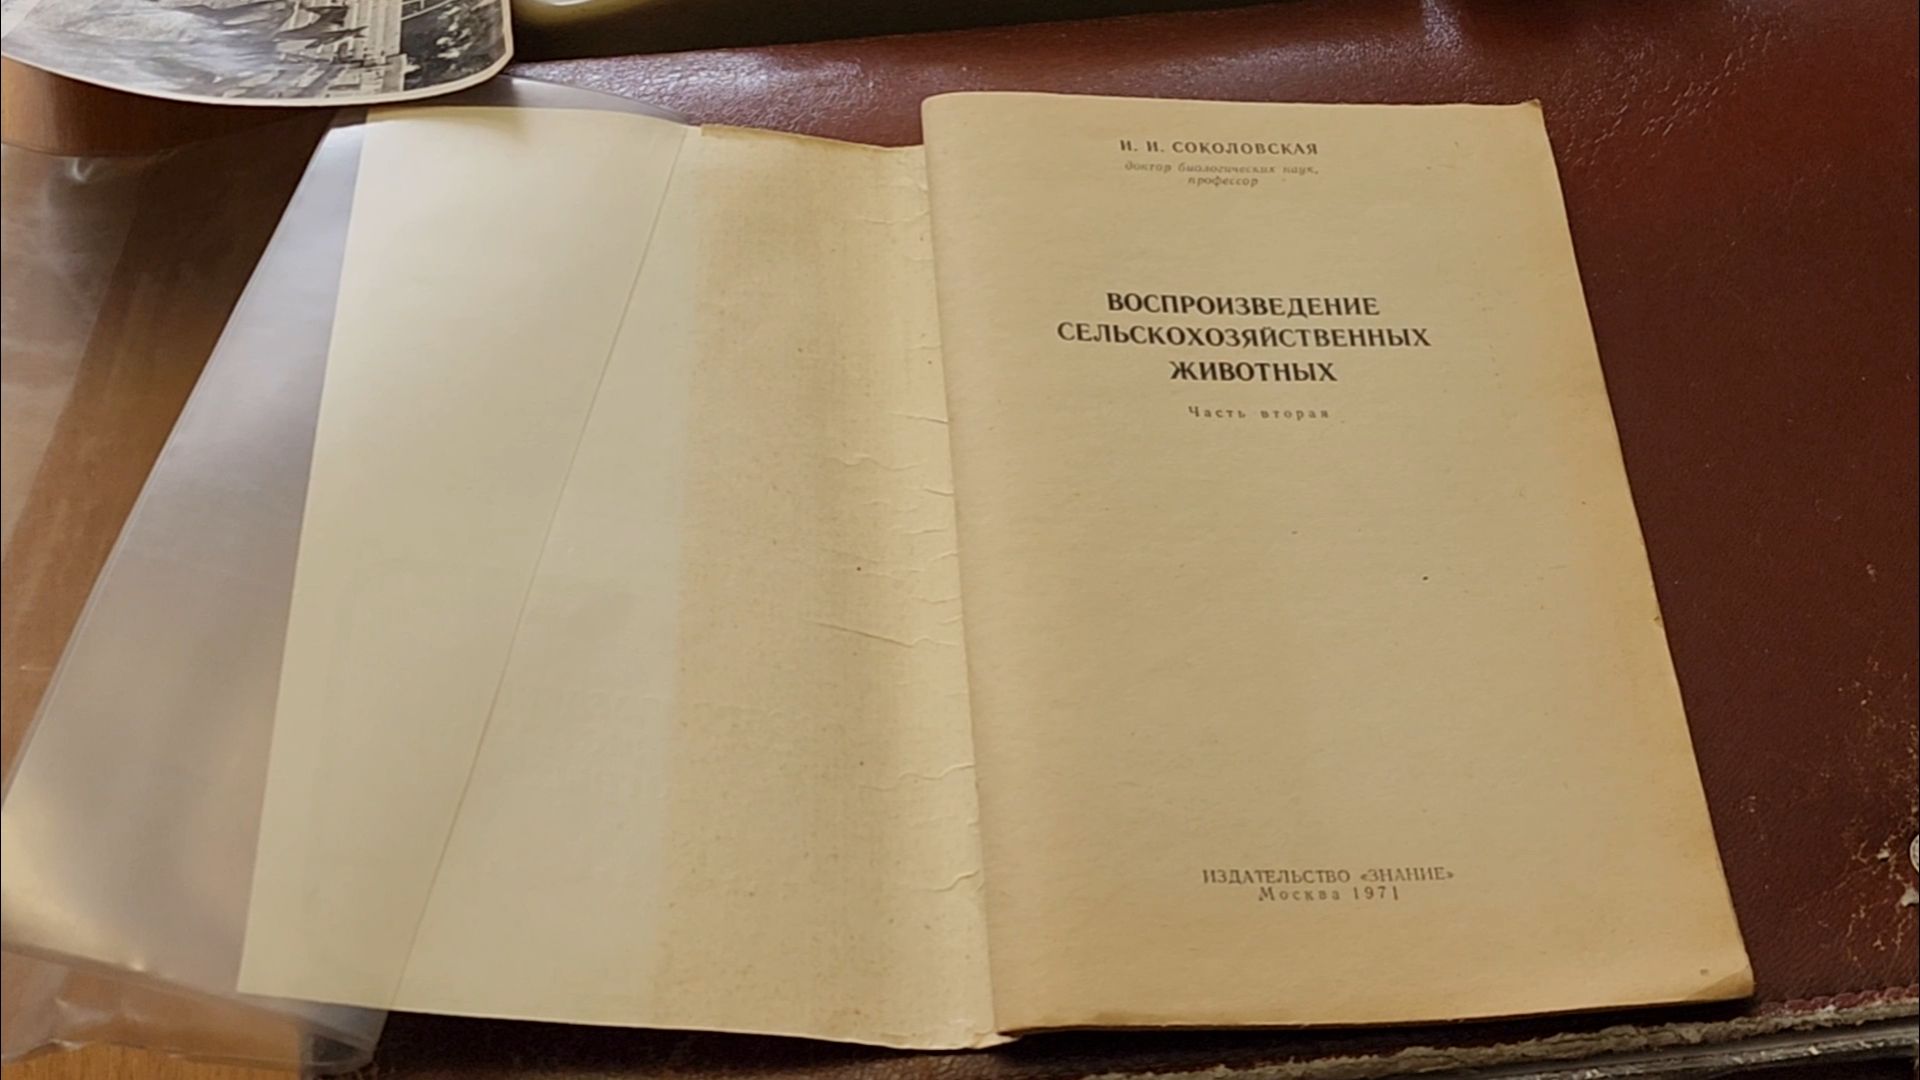 И. И. СОКОЛОВСКАЯ
доктор биологических наук,
профессор
ВОСПРОИЗВЕДЕНИЕ
СЕЛЬСКОХОЗЯЙСТВЕННЫХ
ЖИВОТНЫХ
Часть вторая
ИЗДАТЕЛЬСТВО «ЗНАНИЕ»
Москва 1971